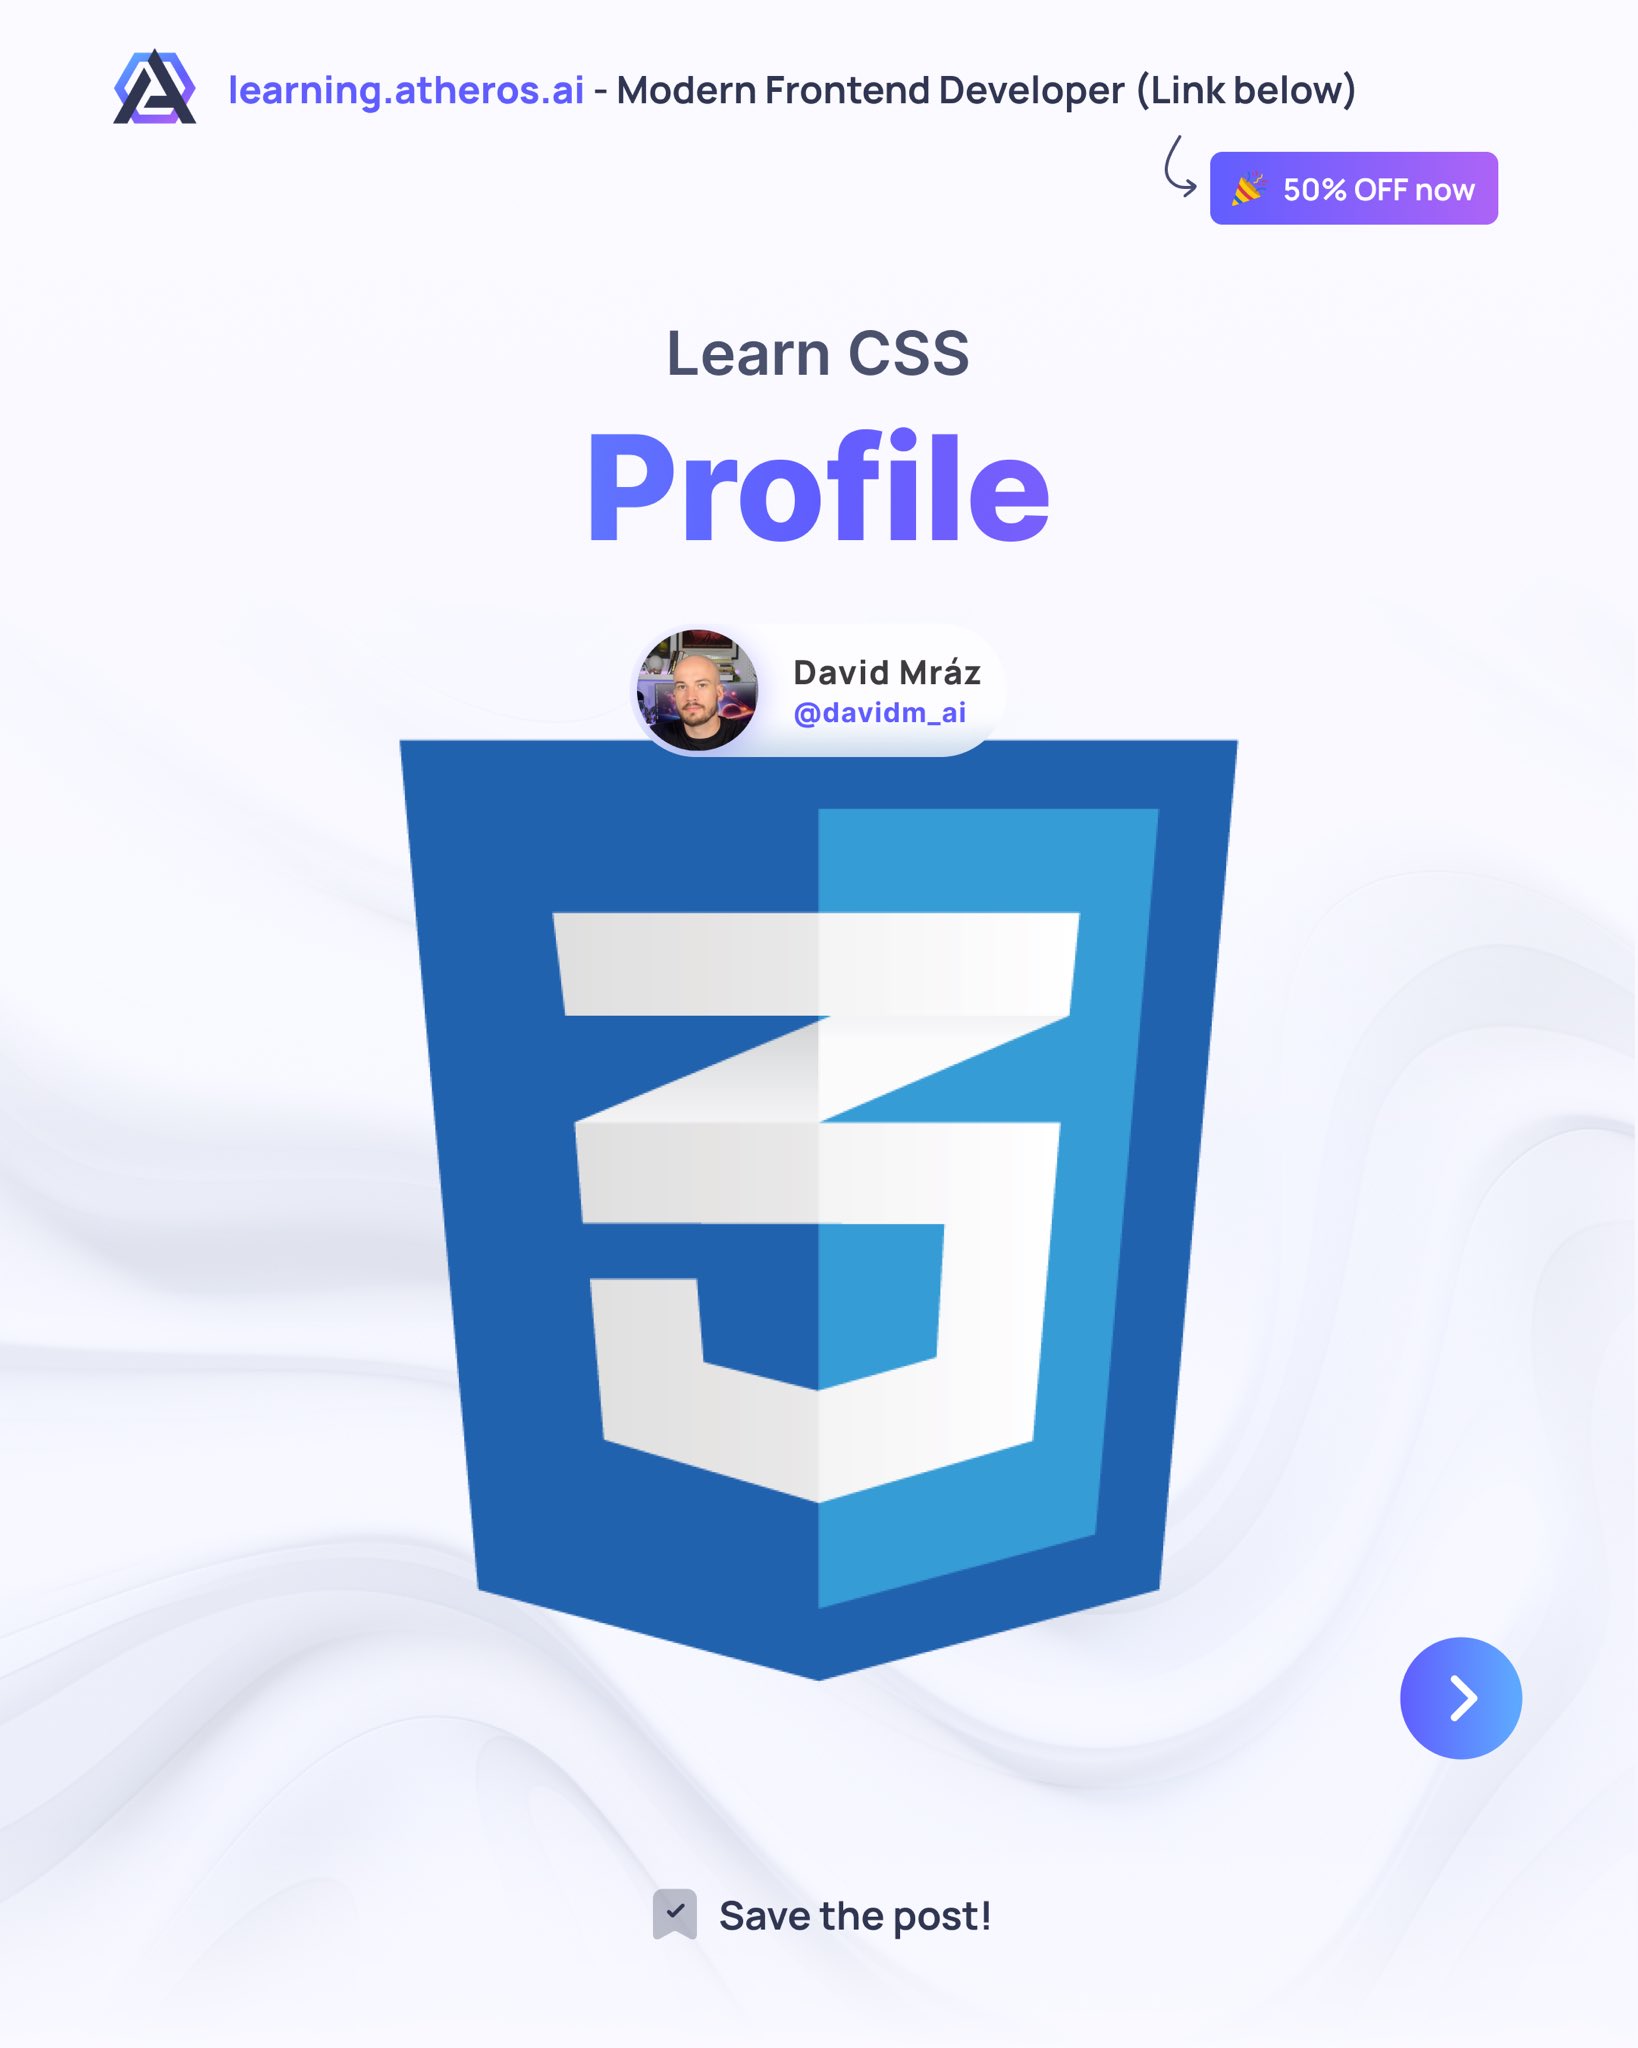 learning.atheros.ai - Modern Frontend Developer (Link below)
50% OFF now
Learn CSS
Profile
David Mráz
@davidm_ai
Save the post!